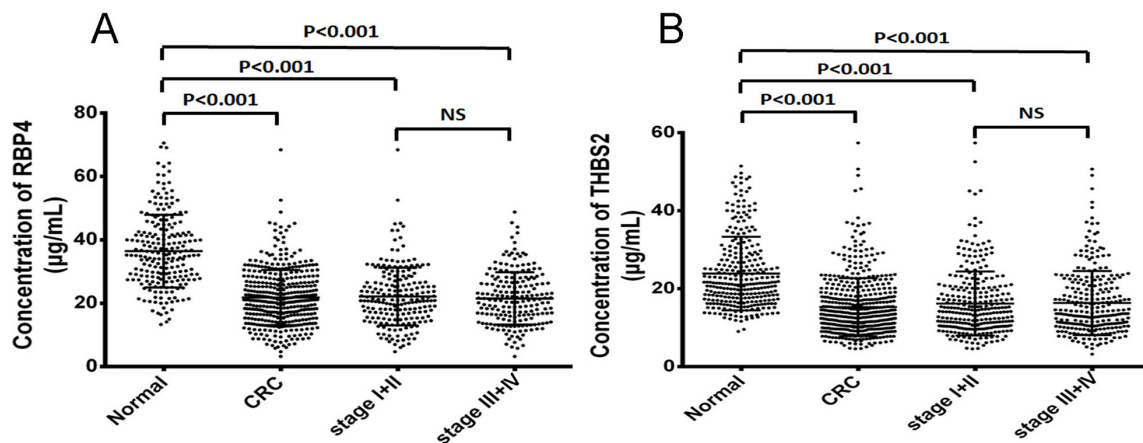 A
P<0.001
P<0.001
P<0.001
NS
Concentration of RBP4
(µg/mL)
80
60
40
20
0
Normal
CRC
stage I+II
stage III+IV
B
P<0.001
P<0.001
P<0.001
NS
Concentration of THBS2
(µg/mL)
60
40
20
0
Normal
CRC
stage I+II
stage III+IV